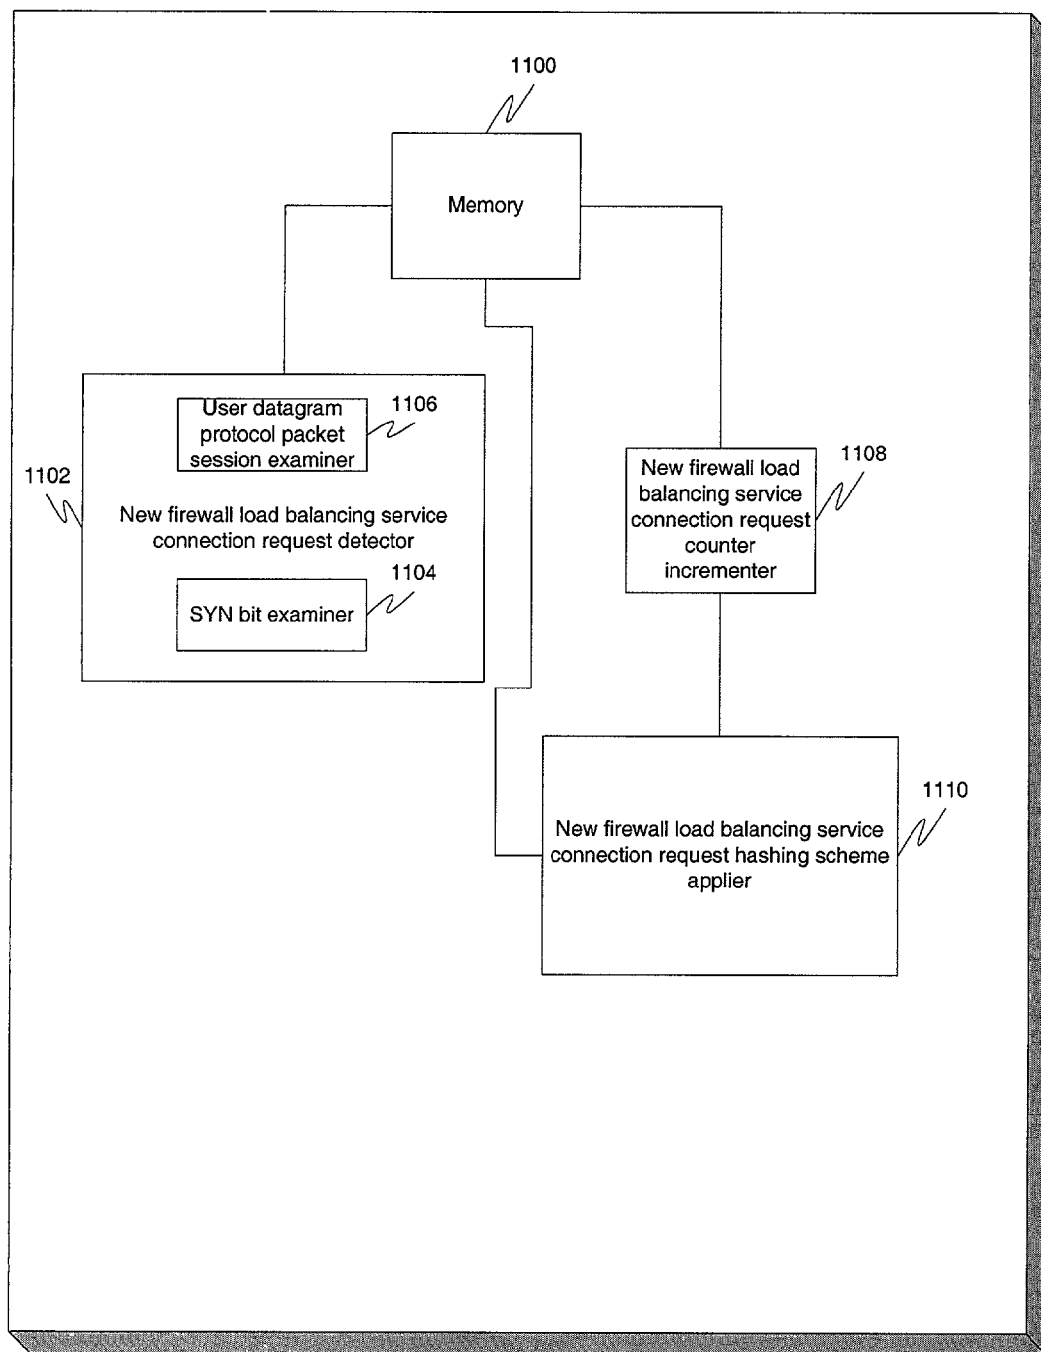 1100
Memory
1106
User datagram
protocol packet
session examiner
1102
New firewall load balancing service
connection request detector
1104
SYN bit examiner
1108
New firewall load
balancing service
connection request
counter
incrementer
1110
New firewall load balancing service
connection request hashing scheme
applier